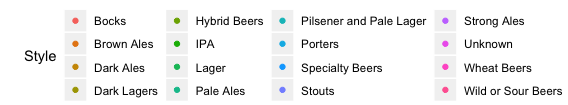 Bocks Hybrid Beers Pilsener and Pale Lager Strong Ales
Brown Ales IPA Porters Unknown
Style
Dark Ales Lager Specialty Beers Wheat Beers
Dark Lagers Pale Ales Stouts Wild or Sour Beers